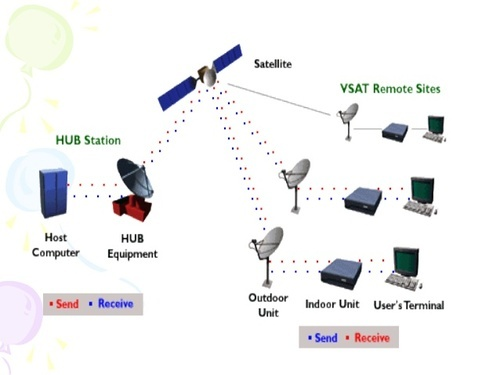 Satellite
VSAT Remote Sites
HUB Station
Host
Computer
HUB
Equipment
Send Receive
Outdoor
Unit
Indoor Unit
User's Terminal
Send Receive